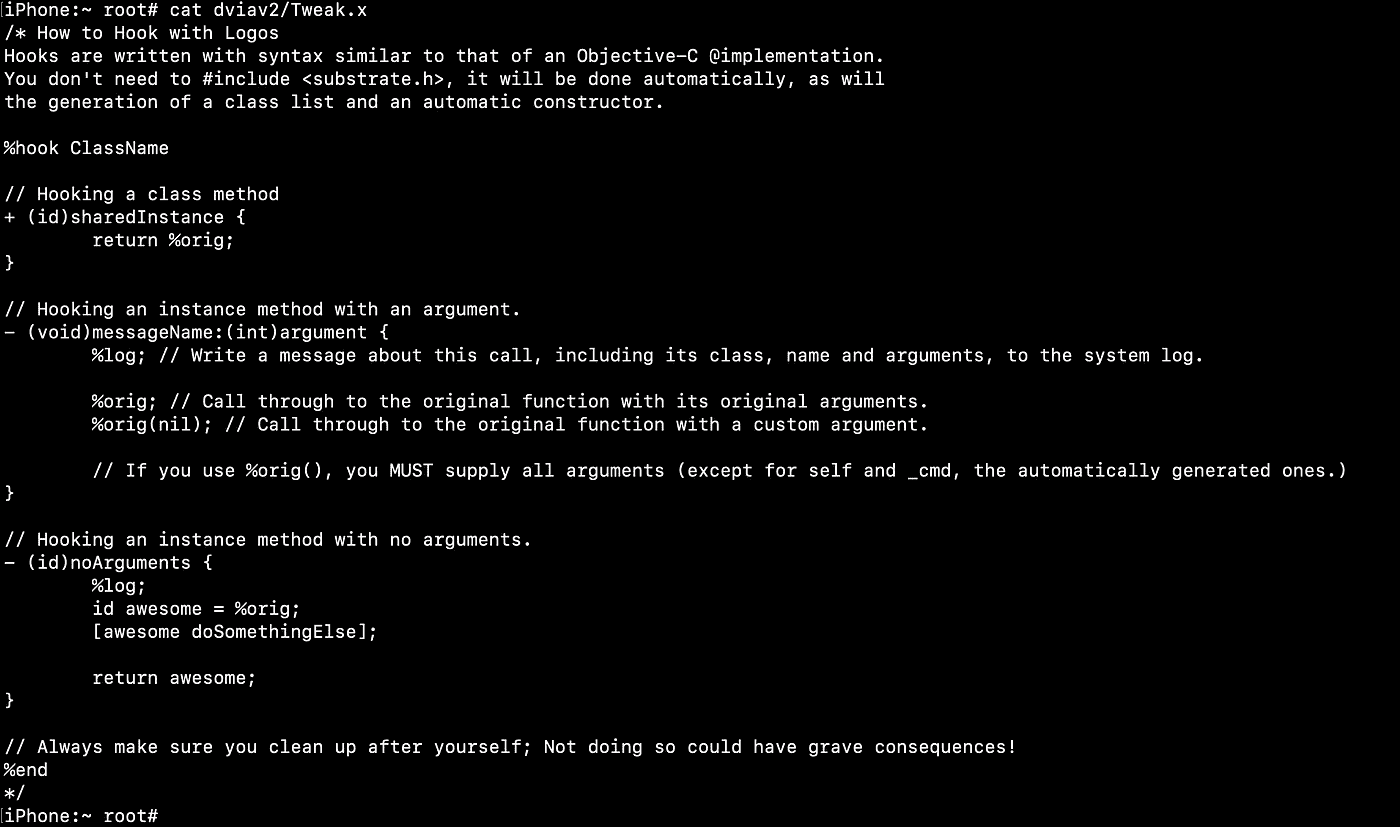 [iPhone:~ root# cat dviav2/Tweak.x
/* How to Hook with Logos
Hooks are written with syntax similar to that of an Objective-C @implementation.
You don't need to #include <substrate.h>, it will be done automatically, as will
the generation of a class list and an automatic constructor.

%hook ClassName

// Hooking a class method
+ (id)sharedInstance {
        return %orig;
}

// Hooking an instance method with an argument.
- (void)messageName:(int)argument {
        %log; // Write a message about this call, including its class, name and arguments, to the system log.

        %orig; // Call through to the original function with its original arguments.
        %orig(nil); // Call through to the original function with a custom argument.

        // If you use %orig(), you MUST supply all arguments (except for self and _cmd, the automatically generated ones.)
}

// Hooking an instance method with no arguments.
- (id)noArguments {
        %log;
        id awesome = %orig;
        [awesome doSomethingElse];

        return awesome;
}

// Always make sure you clean up after yourself; Not doing so could have grave consequences!
%end
*/
[iPhone:~ root#